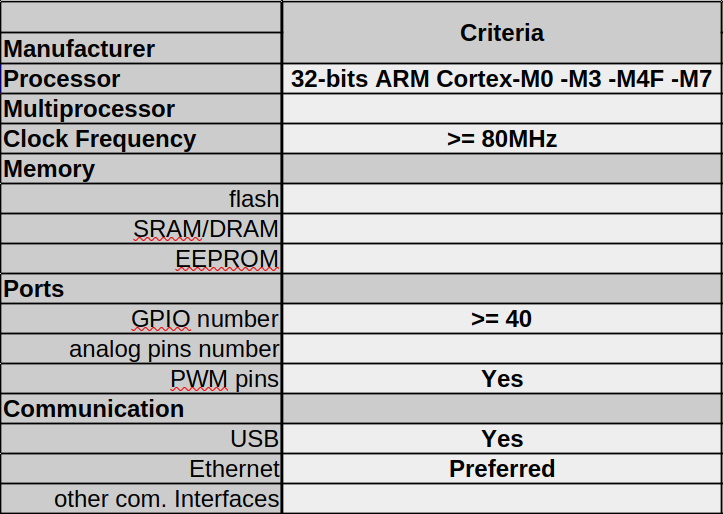 Criteria
Manufacturer
Processor 32-bits ARM Cortex-M0 -M3 -M4F -M7
Multiprocessor
Clock Frequency >= 80MHz
Memory
flash
SRAM/DRAM
EEPROM
Ports
GPIO number >= 40
analog pins number
PWM pins Yes
Communication
USB Yes
Ethernet Preferred
other com. Interfaces